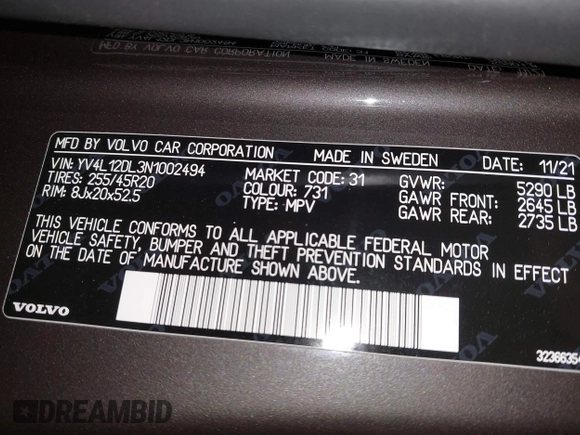 MFD BY VOLVO CAR CORPORATION MADE IN SWEDEN DATE: 11/21
VIN: YV4L12DL3N1002494 MARKET CODE: 31 GVWR: 5290 LB
TIRES: 255/45R20 COLOUR: 731 GAWR FRONT: 2645 LB
RIM: 8Jx20x52.5 TYPE: MPV GAWR REAR: 2735 LB
THIS VEHICLE CONFORMS TO ALL APPLICABLE FEDERAL MOTOR
VEHICLE SAFETY, BUMPER AND THEFT PREVENTION STANDARDS IN EFFECT
ON THE DATE OF MANUFACTURE SHOWN ABOVE.
VOLVO
3236635
DREAMBID